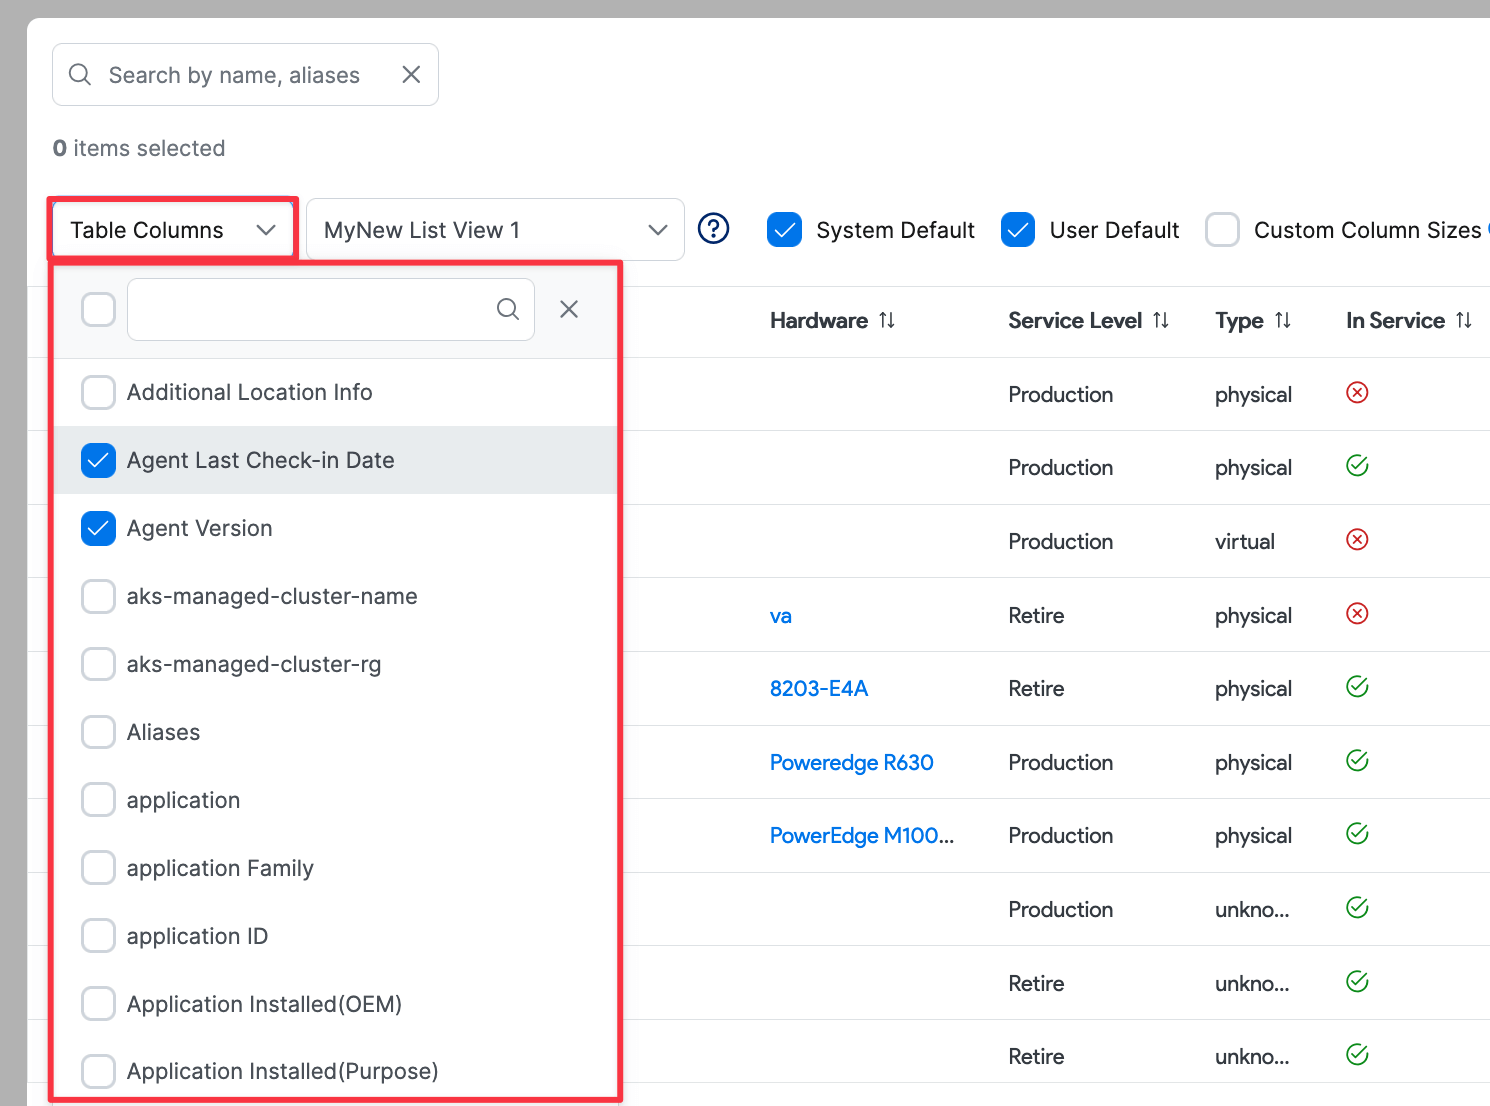 Search by name, aliases
0 items selected
Table Columns
MyNew List View 1
System Default
User Default
Custom Column Sizes
Hardware
Service Level
Type
In Service
Additional Location Info
Agent Last Check-in Date
Agent Version
aks-managed-cluster-name
aks-managed-cluster-rg
Aliases
application
application Family
application ID
Application Installed(OEM)
Application Installed(Purpose)
Production physical
Production physical
Production virtual
va Retire physical
8203-E4A Retire physical
Poweredge R630 Production physical
PowerEdge M100... Production physical
Production unkno...
Retire unkno...
Retire unkno...